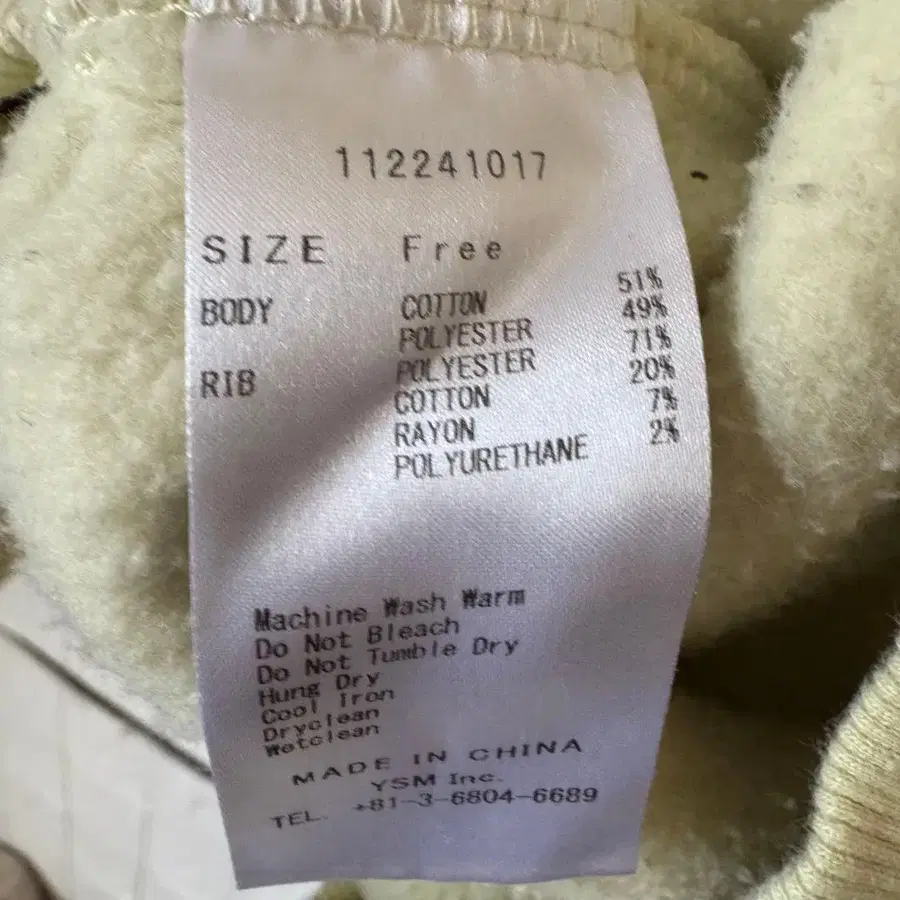 112241017
SIZE Free
BODY COTTON 51%
POLYESTER 49%
RIB POLYESTER 71%
COTTON 20%
RAYON 7%
POLYURETHANE 2%
Machine Wash Warm
Do Not Bleach
Do Not Tumble Dry
Hung Dry
Cool Iron
Dryclean
Wetclean
MADE IN CHINA
YSM Inc.
TEL. +81-3-6804-6689